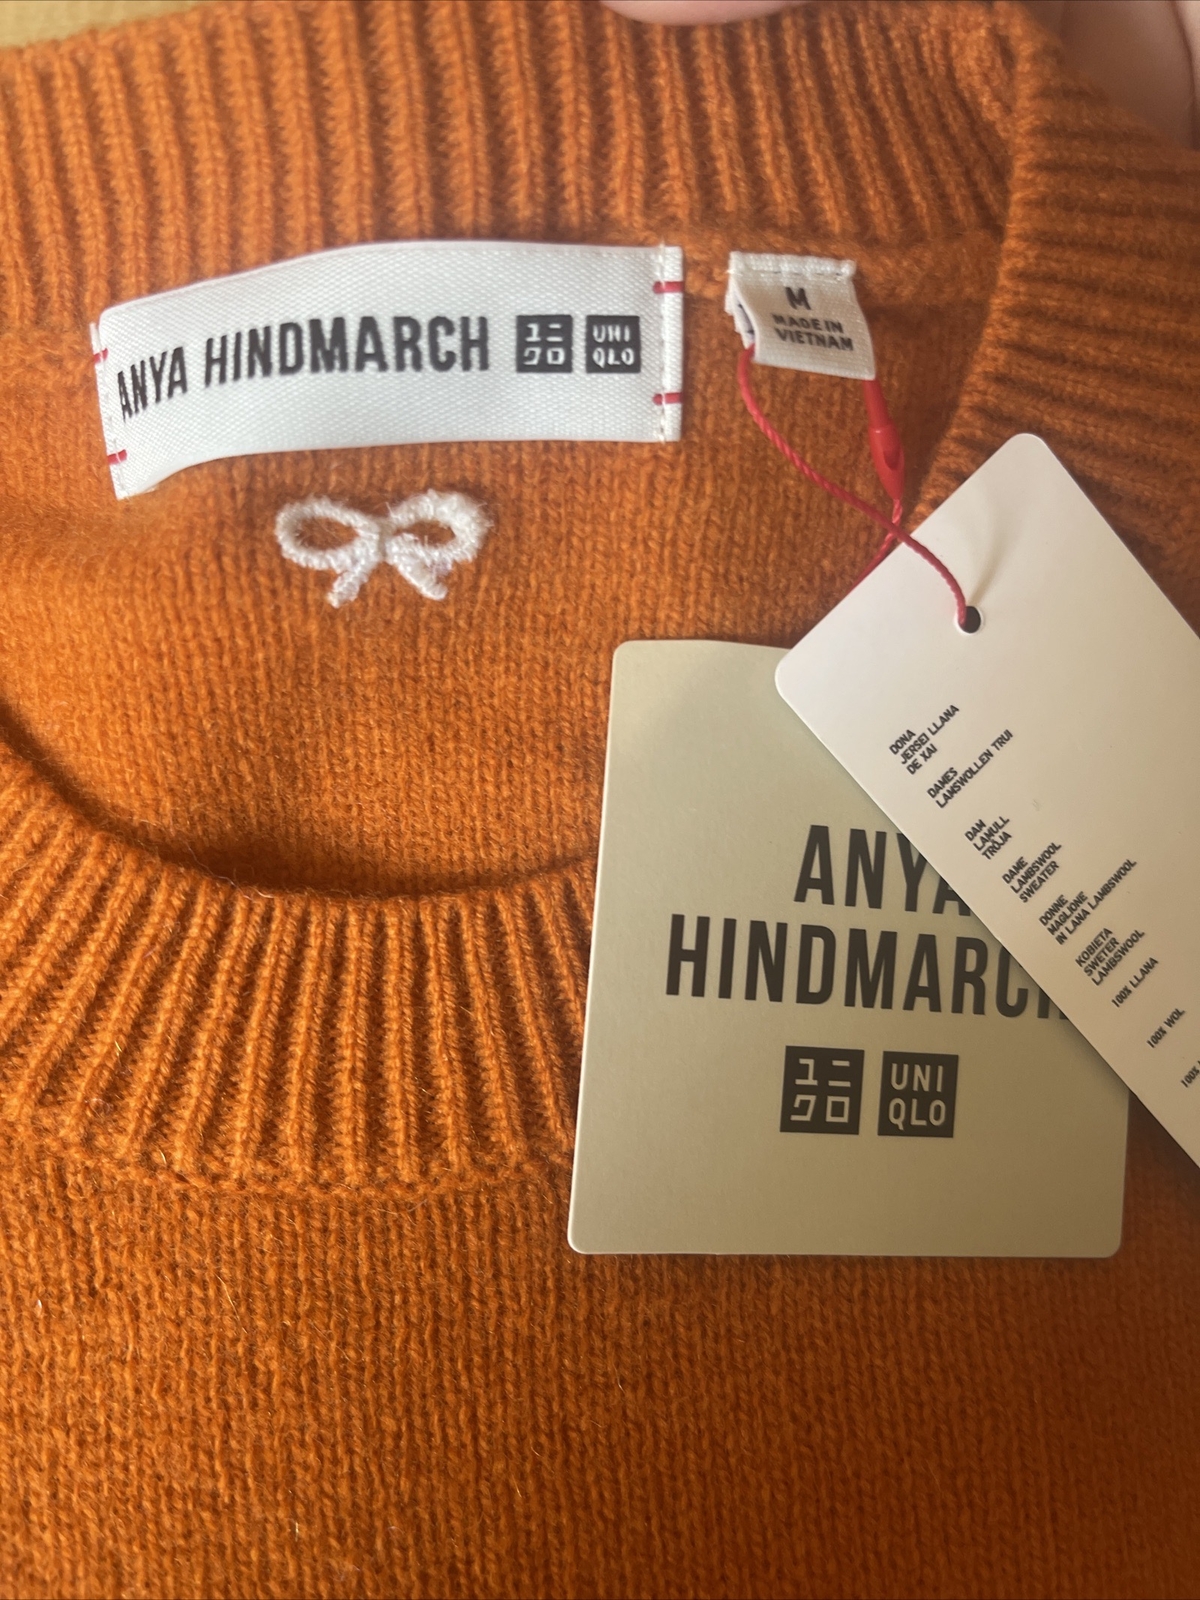 ANYA HINDMARCH
ユニ
クロ
UNI
QLO
M
MADE IN
VIETNAM
ANYA
HINDMARCH
ユニ
クロ
UNI
QLO
DONA
JERSEI LLANA
DE XAI
DAMES
LAMSWOLLEN TRUI
DAM
LAMULL
TRÖJA
DAME
LAMBSWOOL
SWEATER
DONNE
MAGLIONE
IN LANA LAMBSWOOL
KOBIETA
SWETER
LAMBSWOOL
100% LLANA
100% WOL
100%